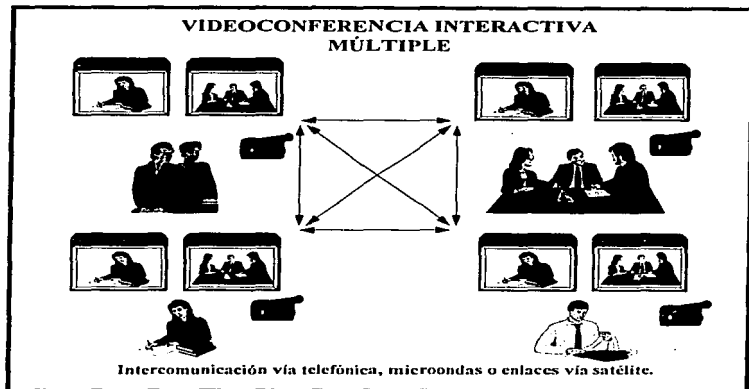 VIDEOCONFERENCIA INTERACTIVA
MÚLTIPLE
Intercomunicación vía telefónica, microondas o enlaces vía satélite.